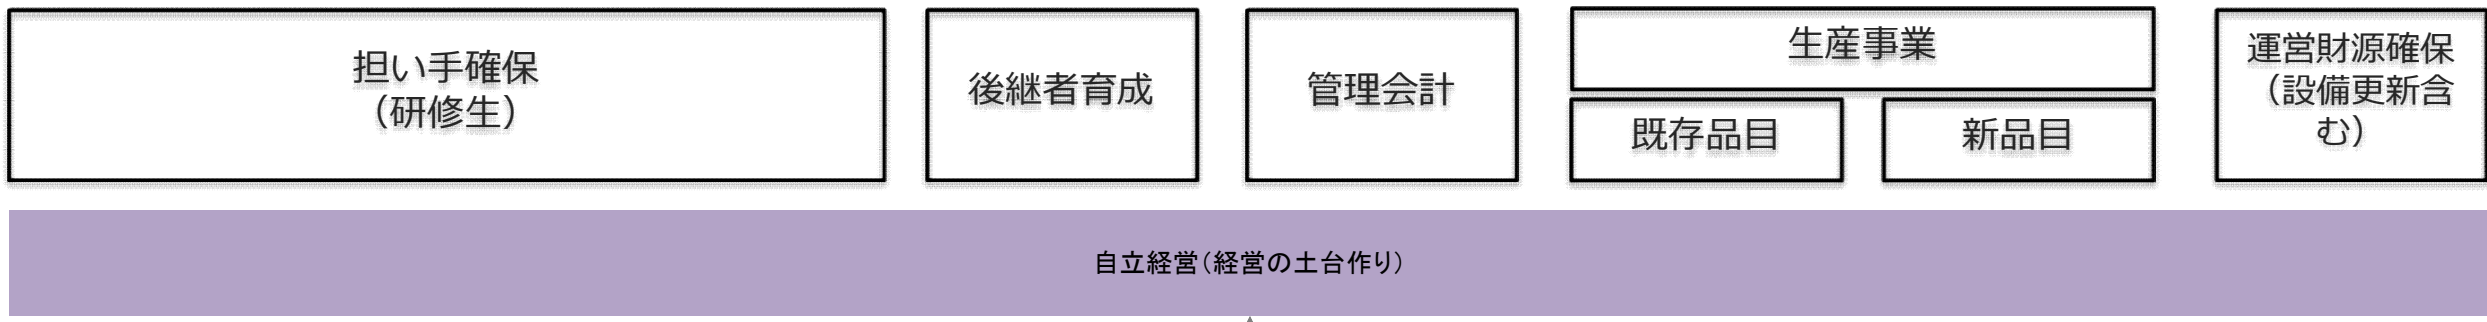 担い手確保
（研修生）
後継者育成
管理会計
生産事業
既存品目
新品目
運営財源確保
（設備更新含
む）
自立経営（経営の土台作り）